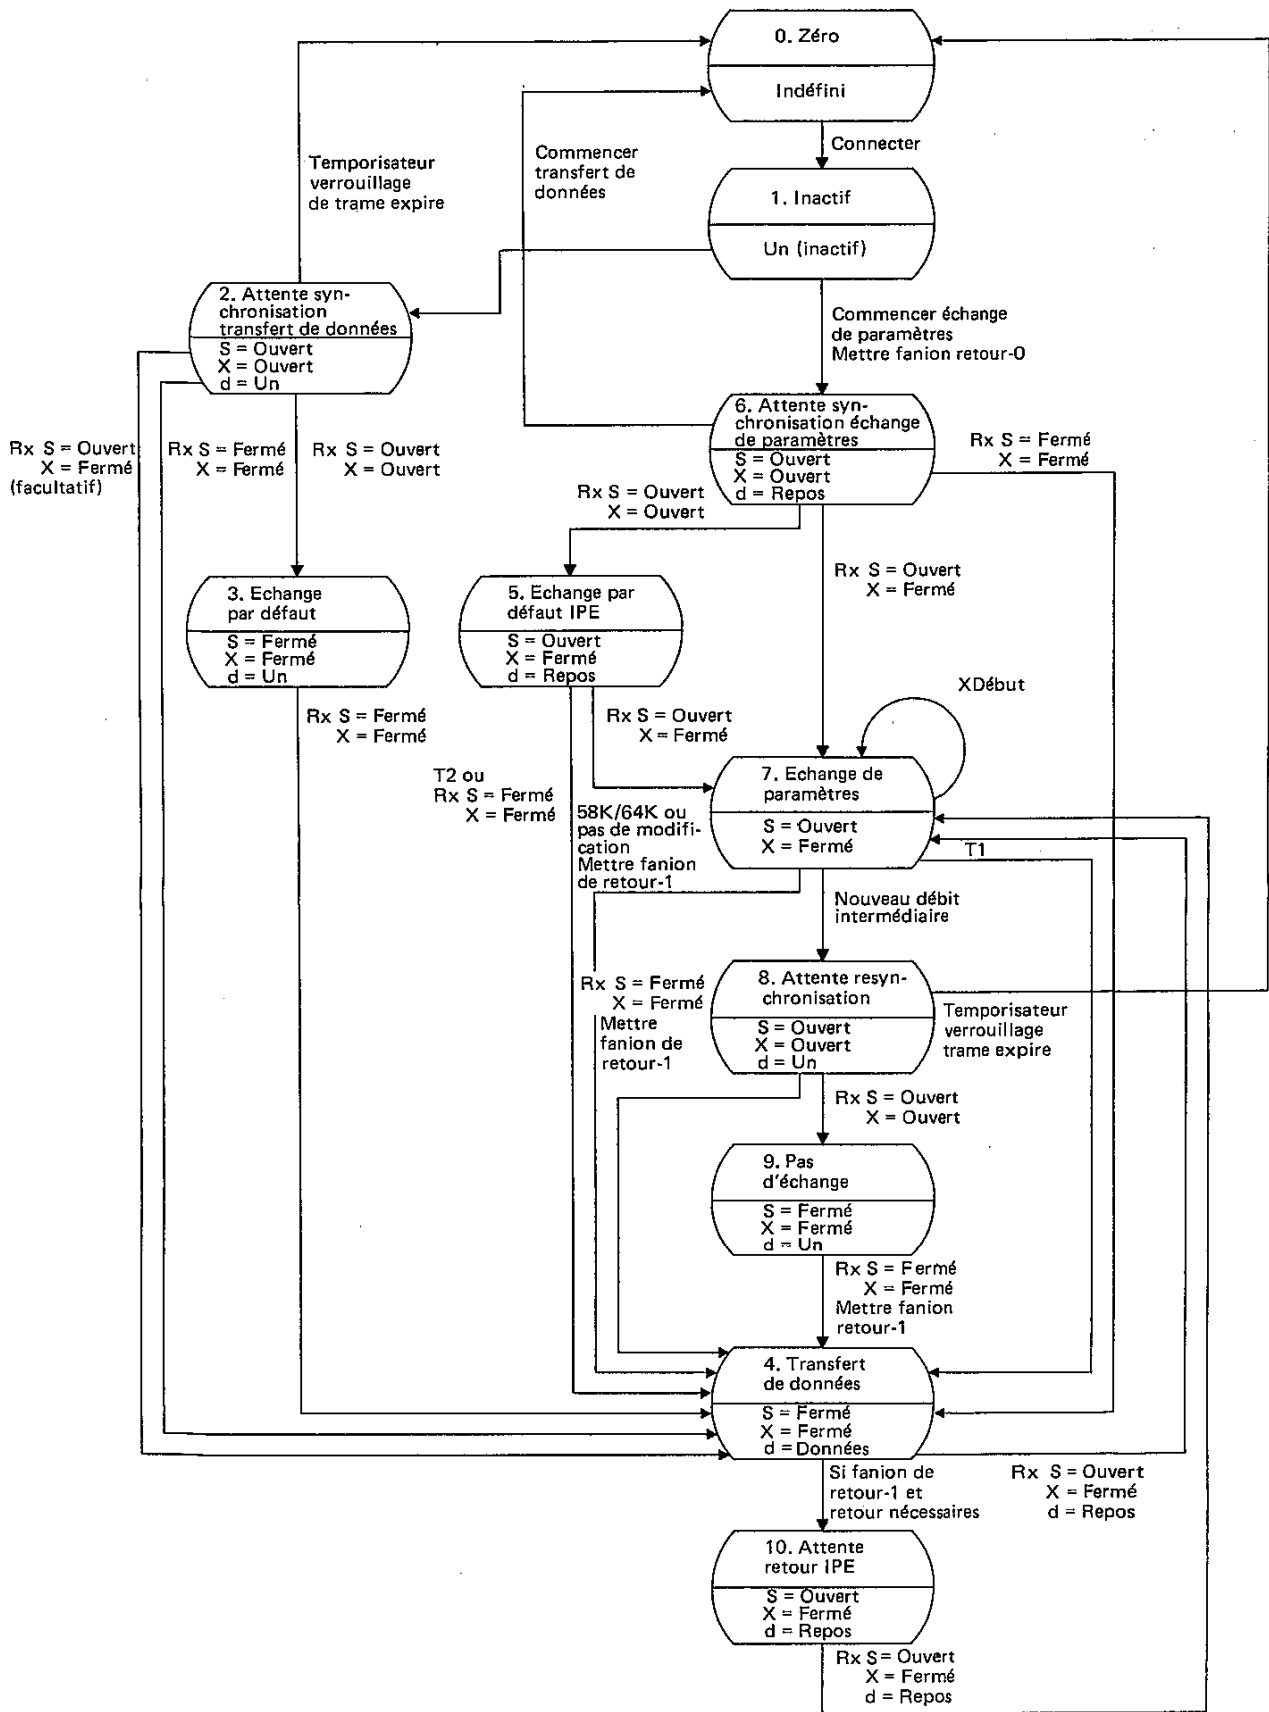 0. Zéro
Indéfini
Connecter
Temporisateur
verrouillage
de trame expire
Commencer
transfert de
données
1. Inactif
Un (inactif)
2. Attente syn-
chronisation
transfert de données
S = Ouvert
X = Ouvert
d = Un
Commencer échange
de paramètres
Mettre fanion retour-0
6. Attente syn-
chronisation échange
de paramètres
S = Ouvert
X = Ouvert
d = Repos
Rx S = Ouvert
X = Fermé
(facultatif)
Rx S = Fermé
X = Fermé
Rx S = Ouvert
X = Ouvert
Rx S = Fermé
X = Fermé
Rx S = Ouvert
X = Ouvert
Rx S = Ouvert
X = Fermé
3. Echange
par défaut
S = Fermé
X = Fermé
d = Un
5. Echange par
défaut IPE
S = Ouvert
X = Fermé
d = Repos
XDébut
Rx S = Fermé
X = Fermé
Rx S = Ouvert
X = Fermé
T2 ou
Rx S = Fermé
X = Fermé
58K/64K ou
pas de modifi-
cation
Mettre fanion
de retour-1
7. Echange de
paramètres
S = Ouvert
X = Fermé
T1
Nouveau débit
intermédiaire
Rx S = Fermé
X = Fermé
Mettre
fanion de
retour-1
8. Attente resyn-
chronisation
S = Ouvert
X = Ouvert
d = Un
Temporisateur
verrouillage
trame expire
Rx S = Ouvert
X = Ouvert
9. Pas
d'échange
S = Fermé
X = Fermé
d = Un
Rx S = Fermé
X = Fermé
Mettre fanion
retour-1
4. Transfert
de données
S = Fermé
X = Fermé
d = Données
Si fanion de
retour-1 et
retour nécessaires
Rx S = Ouvert
X = Fermé
d = Repos
10. Attente
retour IPE
S = Ouvert
X = Fermé
d = Repos
Rx S = Ouvert
X = Fermé
d = Repos